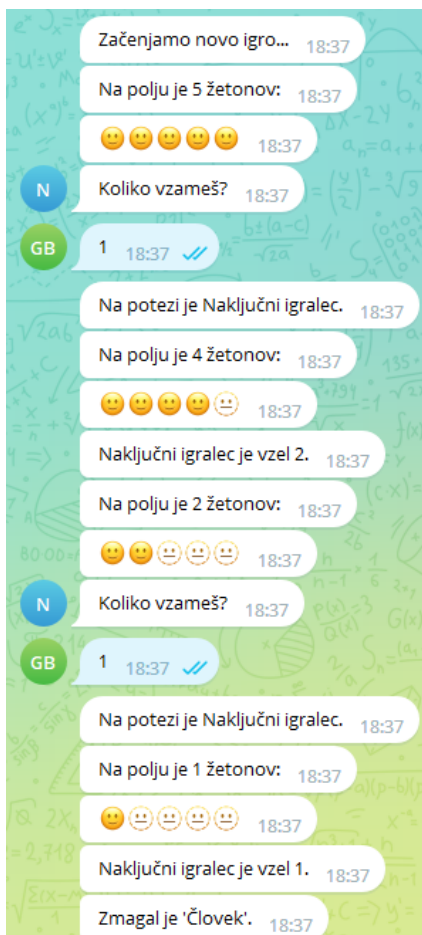 Začenjamo novo igro... 18:37
Na polju je 5 žetonov: 18:37
🙂🙂🙂🙂🙂 18:37
N Koliko vzameš? 18:37
GB 1 18:37
Na potezi je Naključni igralec. 18:37
Na polju je 4 žetonov: 18:37
18:37
Naključni igralec je vzel 2. 18:37
Na polju je 2 žetonov: 18:37
18:37
N Koliko vzameš? 18:37
GB 1 18:37
Na potezi je Naključni igralec. 18:37
Na polju je 1 žetonov: 18:37
18:37
Naključni igralec je vzel 1. 18:37
Zmagal je 'Človek'. 18:37